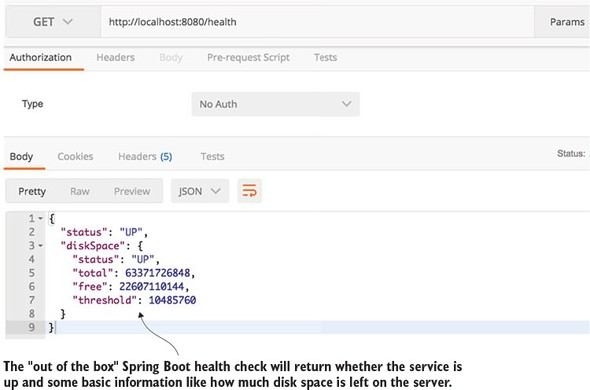 GET http://localhost:8080/health Params
Authorization Headers Body Pre-request Script Tests
Type No Auth
Body Cookies Headers (5) Tests Status:
Pretty Raw Preview JSON
1 {
2 "status": "UP",
3 "diskSpace": {
4 "status": "UP",
5 "total": 63371726848,
6 "free": 22607110144,
7 "threshold": 10485760
8 }
9 }
The "out of the box" Spring Boot health check will return whether the service is
up and some basic information like how much disk space is left on the server.